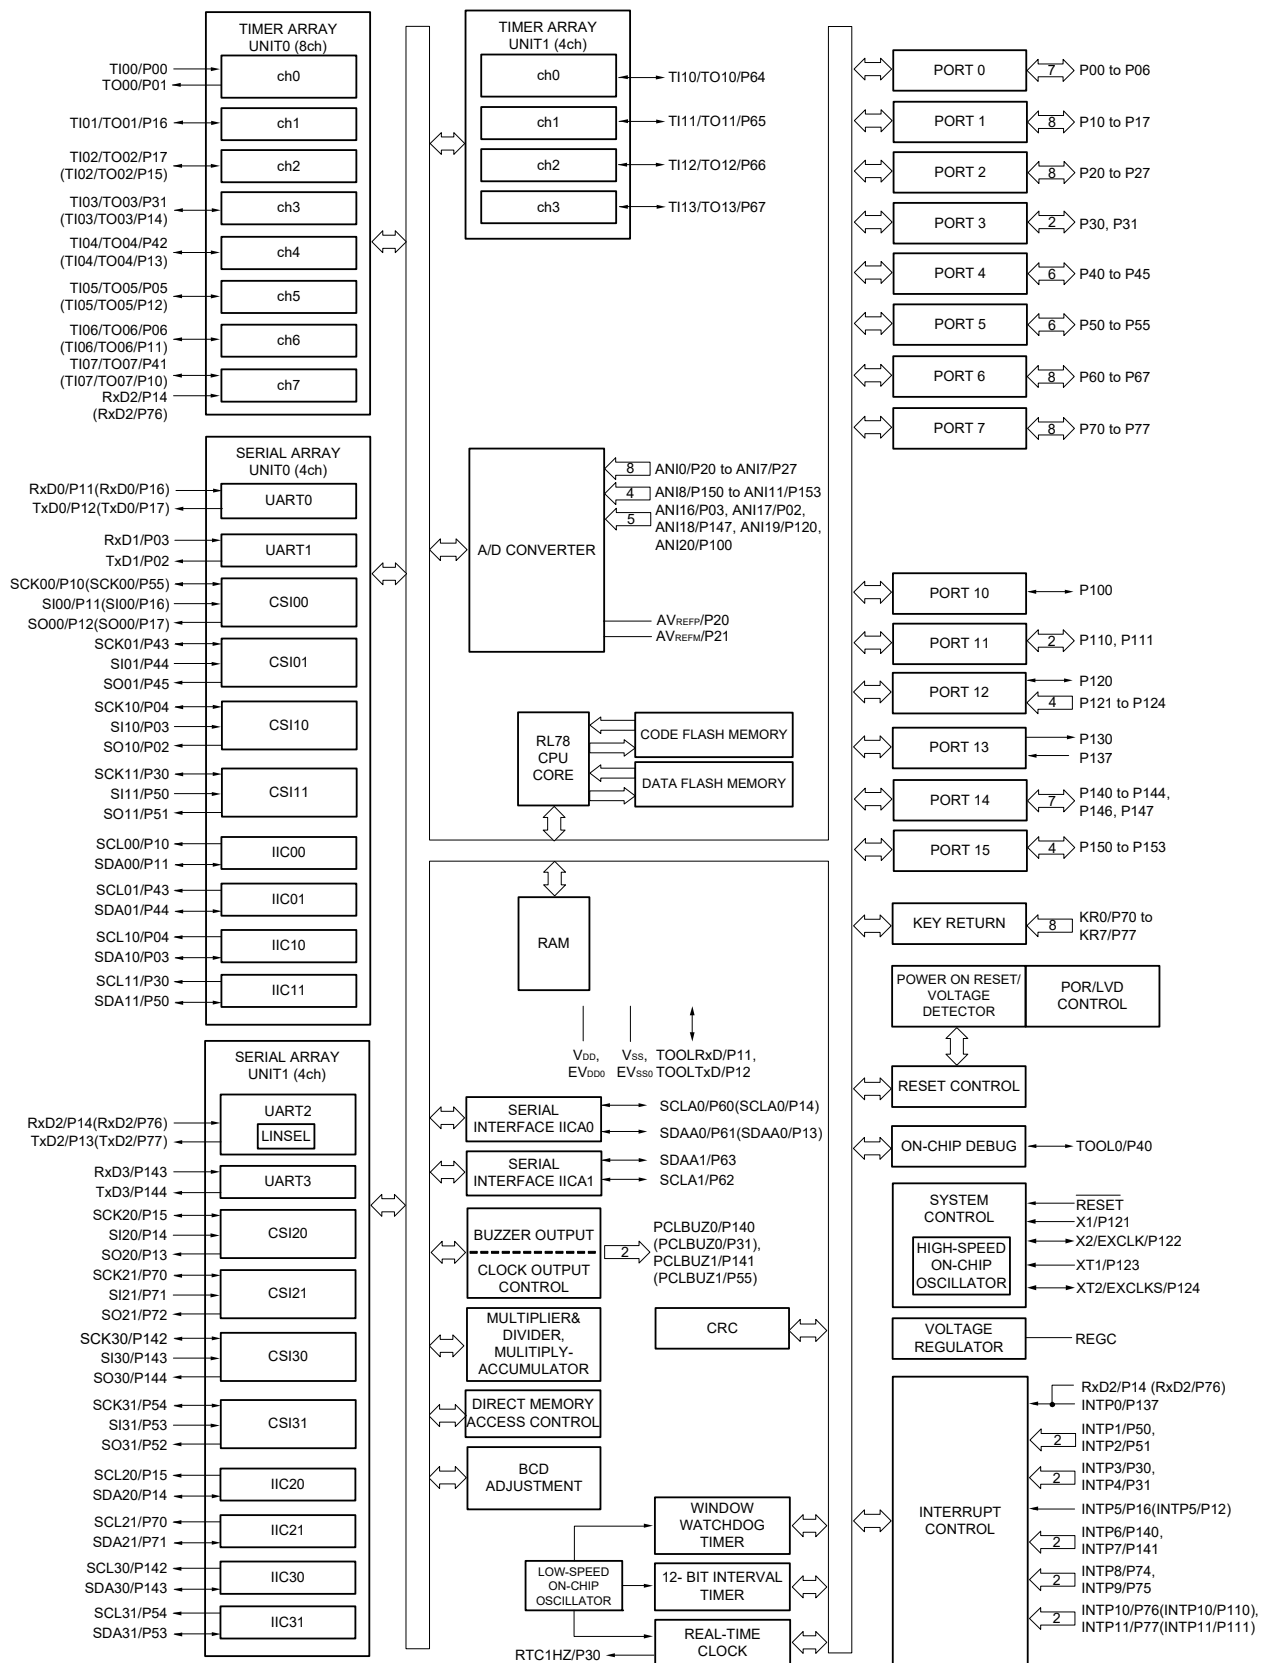 TIMER ARRAY
UNIT0 (8ch)
TI00/P00
TO00/P01
ch0
TI01/TO01/P16
ch1
TI02/TO02/P17
(TI02/TO02/P15)
ch2
TI03/TO03/P31
(TI03/TO03/P14)
ch3
TI04/TO04/P42
(TI04/TO04/P13)
ch4
TI05/TO05/P05
(TI05/TO05/P12)
ch5
TI06/TO06/P06
(TI06/TO06/P11)
ch6
TI07/TO07/P41
(TI07/TO07/P10)
RxD2/P14
(RxD2/P76)
ch7
SERIAL ARRAY
UNIT0 (4ch)
RxD0/P11(RxD0/P16)
TxD0/P12(TxD0/P17)
UART0
RxD1/P03
TxD1/P02
UART1
SCK00/P10(SCK00/P55)
SI00/P11(SI00/P16)
SO00/P12(SO00/P17)
CSI00
SCK01/P43
SI01/P44
SO01/P45
CSI01
SCK10/P04
SI10/P03
SO10/P02
CSI10
SCK11/P30
SI11/P50
SO11/P51
CSI11
SCL00/P10
SDA00/P11
IIC00
SCL01/P43
SDA01/P44
IIC01
SCL10/P04
SDA10/P03
IIC10
SCL11/P30
SDA11/P50
IIC11
SERIAL ARRAY
UNIT1 (4ch)
RxD2/P14(RxD2/P76)
TxD2/P13(TxD2/P77)
UART2
LINSEL
RxD3/P143
TxD3/P144
UART3
SCK20/P15
SI20/P14
SO20/P13
CSI20
SCK21/P70
SI21/P71
SO21/P72
CSI21
SCK30/P142
SI30/P143
SO30/P144
CSI30
SCK31/P54
SI31/P53
SO31/P52
CSI31
SCL20/P15
SDA20/P14
IIC20
SCL21/P70
SDA21/P71
IIC21
SCL30/P142
SDA30/P143
IIC30
SCL31/P54
SDA31/P53
IIC31
TIMER ARRAY
UNIT1 (4ch)
ch0
TI10/TO10/P64
ch1
TI11/TO11/P65
ch2
TI12/TO12/P66
ch3
TI13/TO13/P67
A/D CONVERTER
8
ANI0/P20 to ANI7/P27
4
ANI8/P150 to ANI11/P153
5
ANI16/P03, ANI17/P02,
ANI18/P147, ANI19/P120,
ANI20/P100
AVREFP/P20
AVREFM/P21
RL78
CPU
CORE
CODE FLASH MEMORY
DATA FLASH MEMORY
RAM
VDD,
EVDD0
VSS,
EVSS0
TOOLRxD/P11,
TOOLTxD/P12
SERIAL
INTERFACE IICA0
SCLA0/P60(SCLA0/P14)
SDAA0/P61(SDAA0/P13)
SERIAL
INTERFACE IICA1
SDAA1/P63
SCLA1/P62
BUZZER OUTPUT
CLOCK OUTPUT
CONTROL
2
PCLBUZ0/P140
(PCLBUZ0/P31),
PCLBUZ1/P141
(PCLBUZ1/P55)
MULTIPLIER&
DIVIDER,
MULITIPLY-
ACCUMULATOR
CRC
DIRECT MEMORY
ACCESS CONTROL
BCD
ADJUSTMENT
WINDOW
WATCHDOG
TIMER
LOW-SPEED
ON-CHIP
OSCILLATOR
12- BIT INTERVAL
TIMER
RTC1HZ/P30
REAL-TIME
CLOCK
PORT 0
7
P00 to P06
PORT 1
8
P10 to P17
PORT 2
8
P20 to P27
PORT 3
2
P30, P31
PORT 4
6
P40 to P45
PORT 5
6
P50 to P55
PORT 6
8
P60 to P67
PORT 7
8
P70 to P77
PORT 10
P100
PORT 11
2
P110, P111
PORT 12
P120
4
P121 to P124
PORT 13
P130
P137
PORT 14
7
P140 to P144,
P146, P147
PORT 15
4
P150 to P153
KEY RETURN
8
KR0/P70 to
KR7/P77
POWER ON RESET/
VOLTAGE
DETECTOR
POR/LVD
CONTROL
RESET CONTROL
ON-CHIP DEBUG
TOOL0/P40
SYSTEM
CONTROL
HIGH-SPEED
ON-CHIP
OSCILLATOR
RESET
X1/P121
X2/EXCLK/P122
XT1/P123
XT2/EXCLKS/P124
VOLTAGE
REGULATOR
REGC
INTERRUPT
CONTROL
RxD2/P14 (RxD2/P76)
INTP0/P137
2
INTP1/P50,
INTP2/P51
2
INTP3/P30,
INTP4/P31
INTP5/P16(INTP5/P12)
2
INTP6/P140,
INTP7/P141
2
INTP8/P74,
INTP9/P75
2
INTP10/P76(INTP10/P110),
INTP11/P77(INTP11/P111)